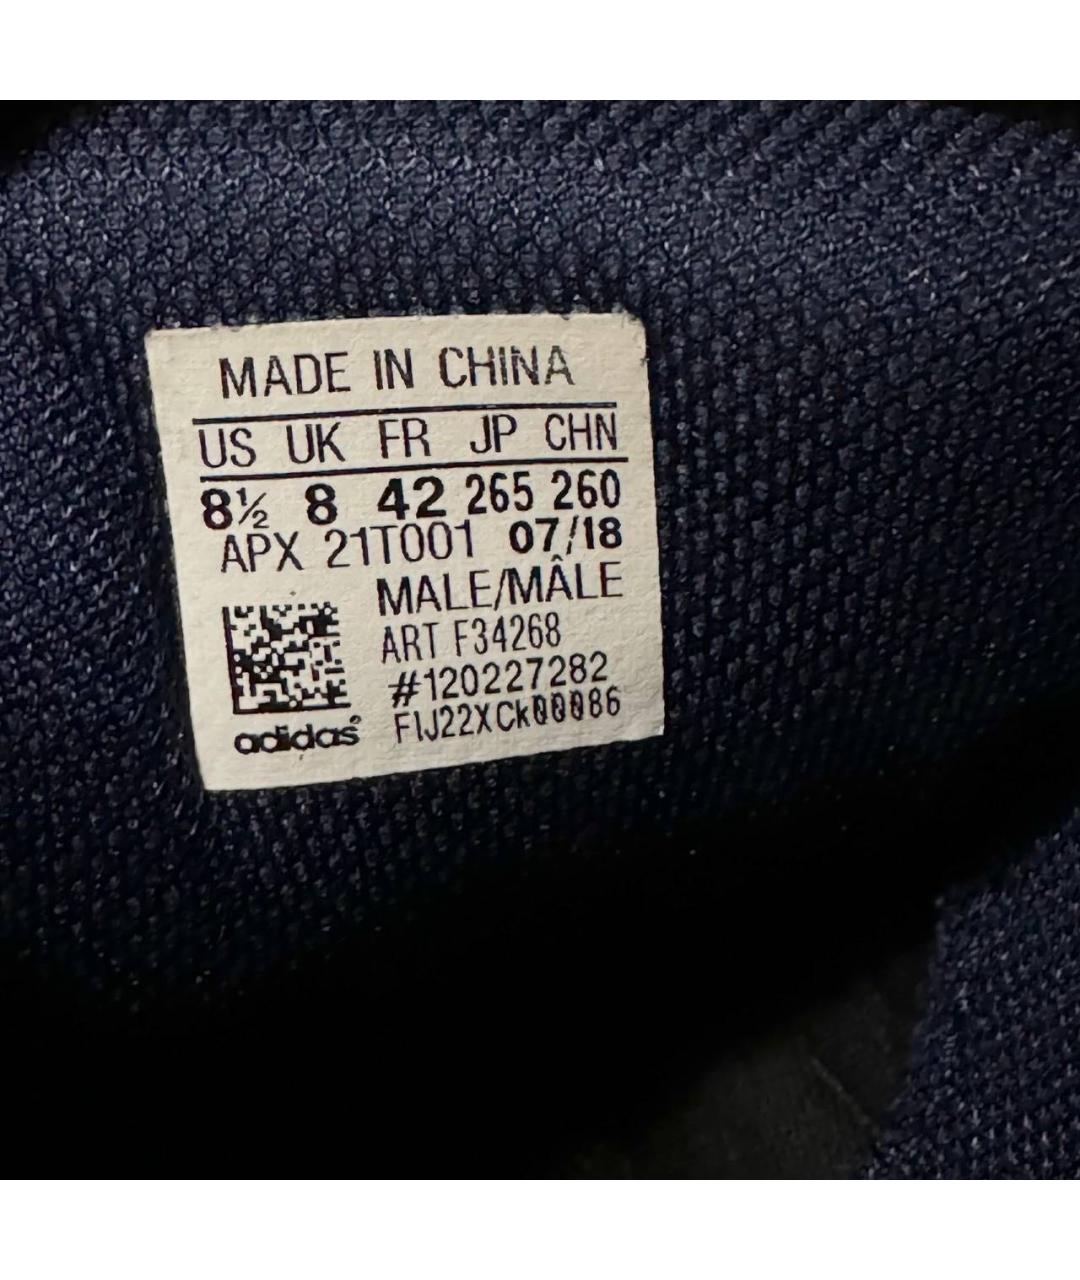 MADE IN CHINA
US UK FR JP CHN
8½ 8 42 265 260
APX 21T001 07/18
MALE/MÂLE
ART F34268
#120227282
FIJ22XCk00086
adidas